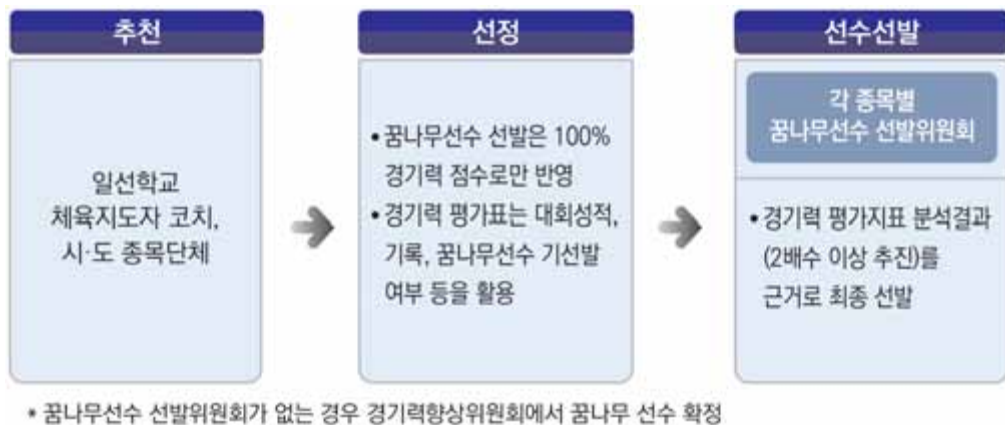 추천
일선학교
체육지도자 코치,
시·도 종목단체
선정
• 꿈나무선수 선발은 100%
경기력 점수로만 반영
• 경기력 평가표는 대회성적,
기록, 꿈나무선수 기선발
여부 등을 활용
선수선발
각 종목별
꿈나무선수 선발위원회
• 경기력 평가지표 분석결과
(2배수 이상 추진)를
근거로 최종 선발
* 꿈나무선수 선발위원회가 없는 경우 경기력향상위원회에서 꿈나무 선수 확정